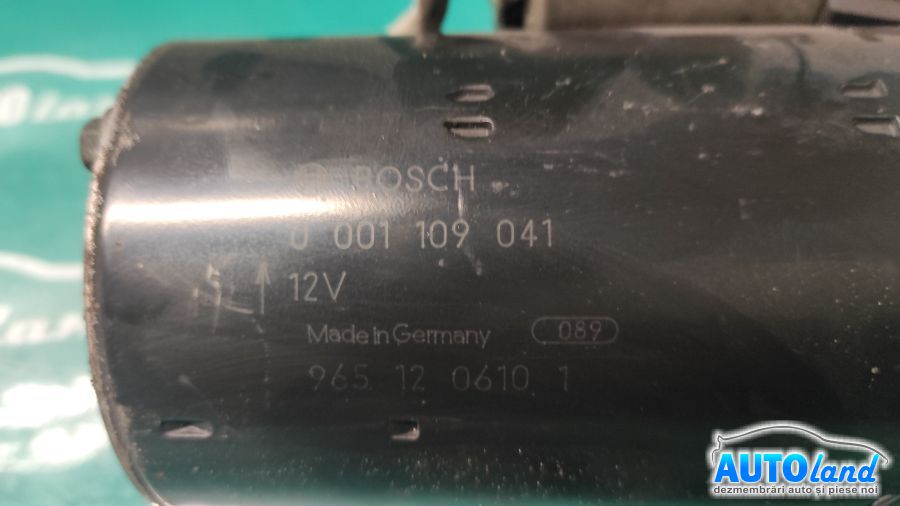 BOSCH
0 001 109 041
12V
Made in Germany 089
965 12 0610 1
AUTOland
dezmembrări auto și piese noi